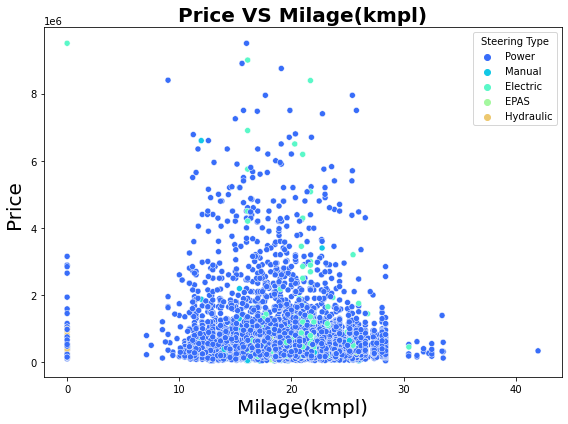 Price VS Milage(kmpl)
1e6
Steering Type
Power
Manual
Electric
EPAS
Hydraulic
8
6
4
2
0
Price
0 10 20 30 40
Milage(kmpl)